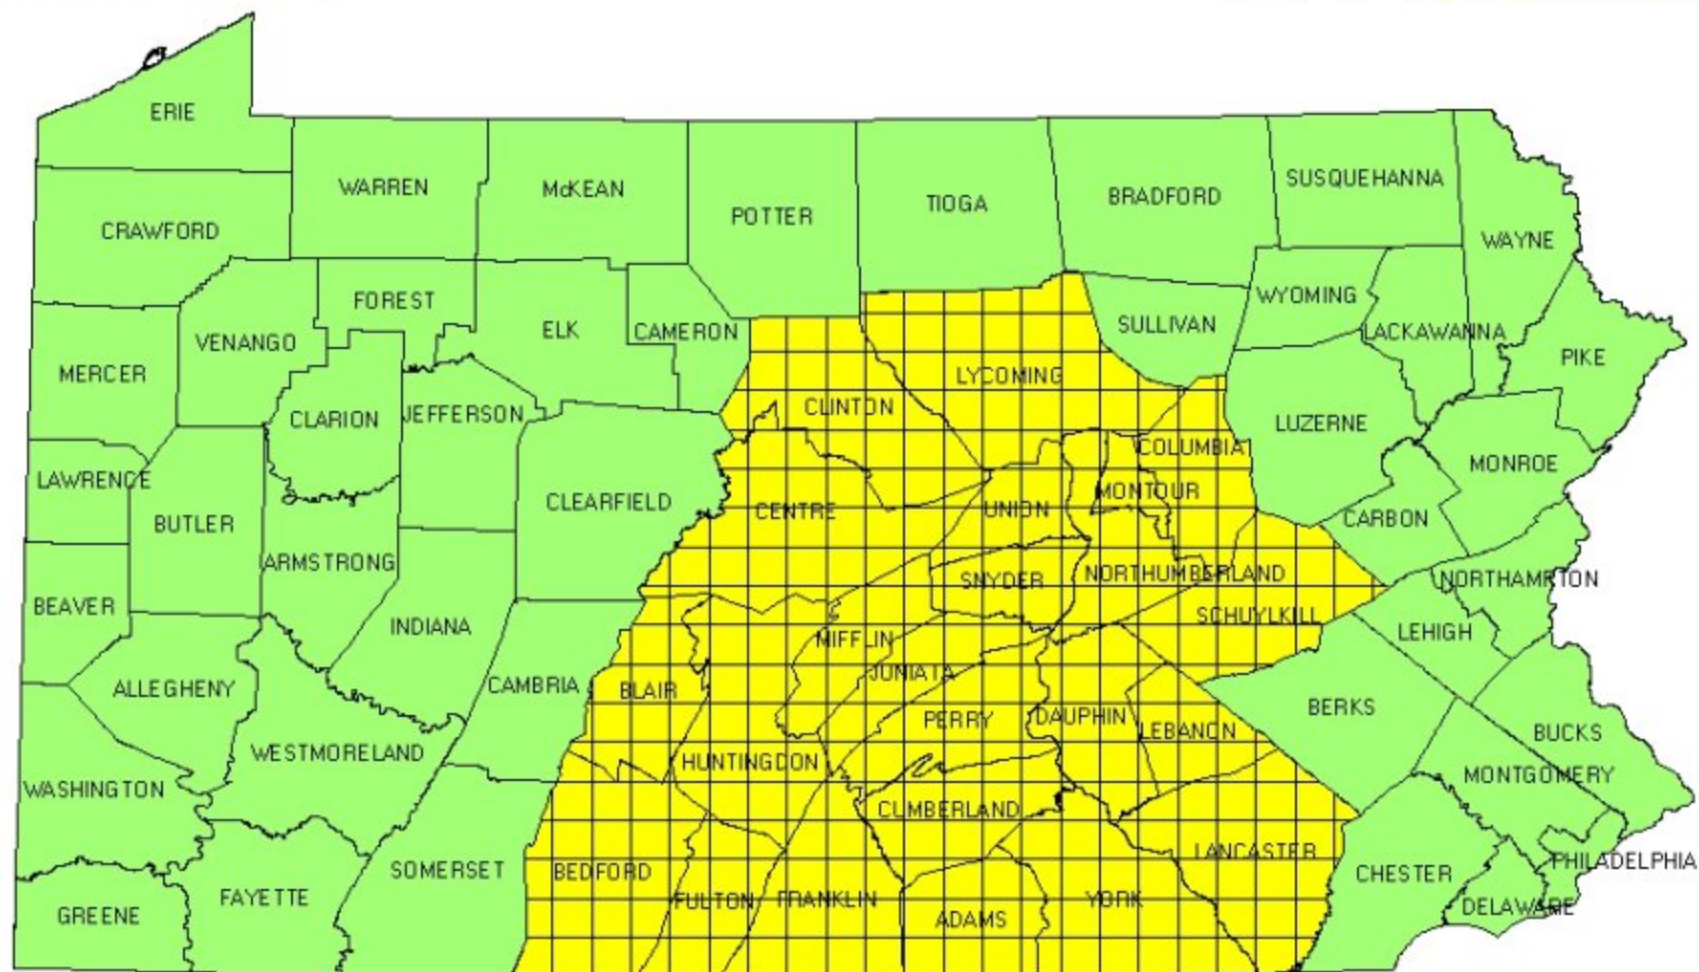 ERIE
WARREN
McKEAN
POTTER
TIOGA
BRADFORD
SUSQUEHANNA
WAYNE
CRAWFORD
FOREST
ELK
CAMERON
SULLIVAN
WYOMING
LACKAWANNA
PIKE
MERCER
VENANGO
CLARION
JEFFERSON
CLINTON
LYCOMING
COLUMBIA
LUZERNE
MONROE
LAWRENCE
BUTLER
CLEARFIELD
CENTRE
UNION
MONTOUR
CARBON
ARMSTRONG
BEAVER
INDIANA
SNYDER
NORTHUMBERLAND
NORTHAMPTON
SCHUYLKILL
LEHIGH
MIFFLIN
JUNIATA
ALLEGHENY
CAMBRIA
BLAIR
PERRY
DAUPHIN
LEBANON
BERKS
BUCKS
WASHINGTON
WESTMORELAND
HUNTINGDON
CUMBERLAND
MONTGOMERY
LANCASTER
PHILADELPHIA
GREENE
FAYETTE
SOMERSET
BEDFORD
FULTON
FRANKLIN
ADAMS
YORK
CHESTER
DELAWARE